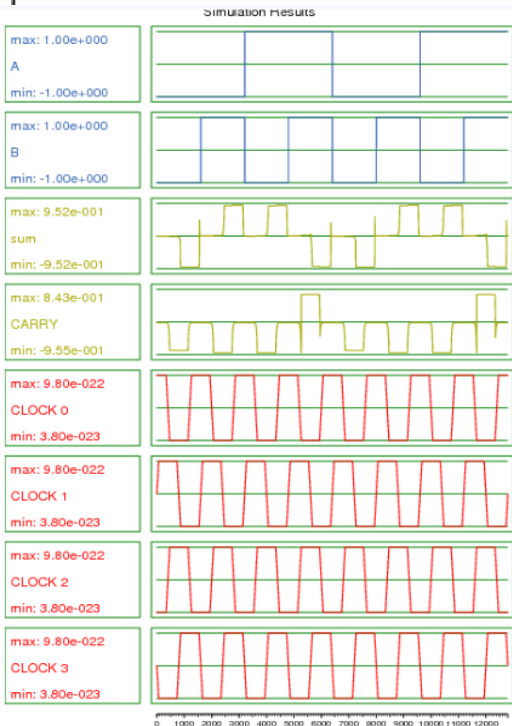 Simulation Results
max: 1.00e+000
A
min: -1.00e+000
max: 1.00e+000
B
min: -1.00e+000
max: 9.52e-001
sum
min: -9.52e-001
max: 8.43e-001
CARRY
min: -9.55e-001
max: 9.80e-022
CLOCK 0
min: 3.80e-023
max: 9.80e-022
CLOCK 1
min: 3.80e-023
max: 9.80e-022
CLOCK 2
min: 3.80e-023
max: 9.80e-022
CLOCK 3
min: 3.80e-023
0 1000 2000 3000 4000 5000 6000 7000 8000 9000 10000 11000 12000